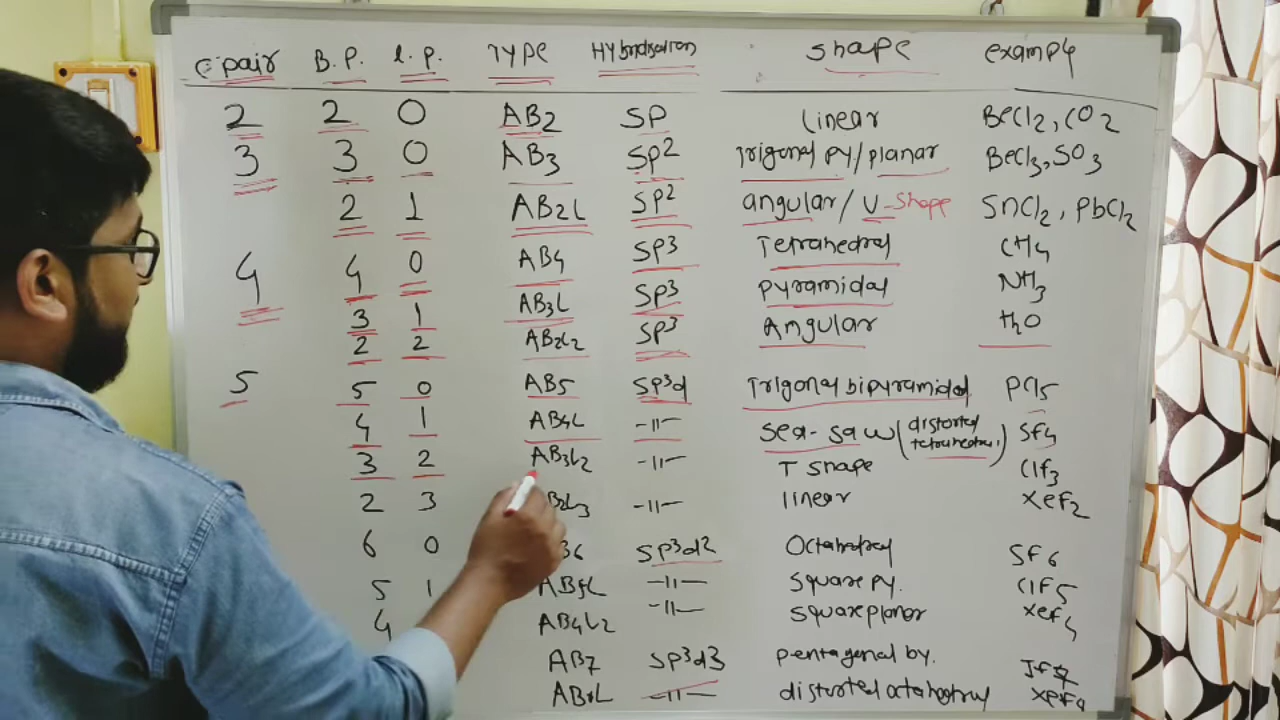 e pair B.P. l.p. Type Hybridisation shape example
2 2 0 AB2 SP linear BeCl2, CO2
3 3 0 AB3 SP2 Trigonal py/planar BeCl3, SO3
2 1 AB2L SP2 angular/ V-shape SnCl2, PbCl2
4 4 0 AB4 SP3 Tetrahedral CH4
3 1 AB3L SP3 pyramidal NH3
2 2 AB2L2 SP3 Angular H2O
5 5 0 AB5 SP3d Trigonal bipyramidal PCl5
4 1 AB4L -11- sea-saw (distorted tetrahedral) SF4
3 2 AB3L2 -11- T shape ClF3
2 3 B2L3 -11- linear XeF2
6 0 B6 SP3d2 Octahedral SF6
5 1 AB5L -11- Square py. ClF5
4 AB4L2 -11- Square planar XeF4
AB7 SP3d3 pentagonal by. IF7
AB6L -11- distorted octahedral